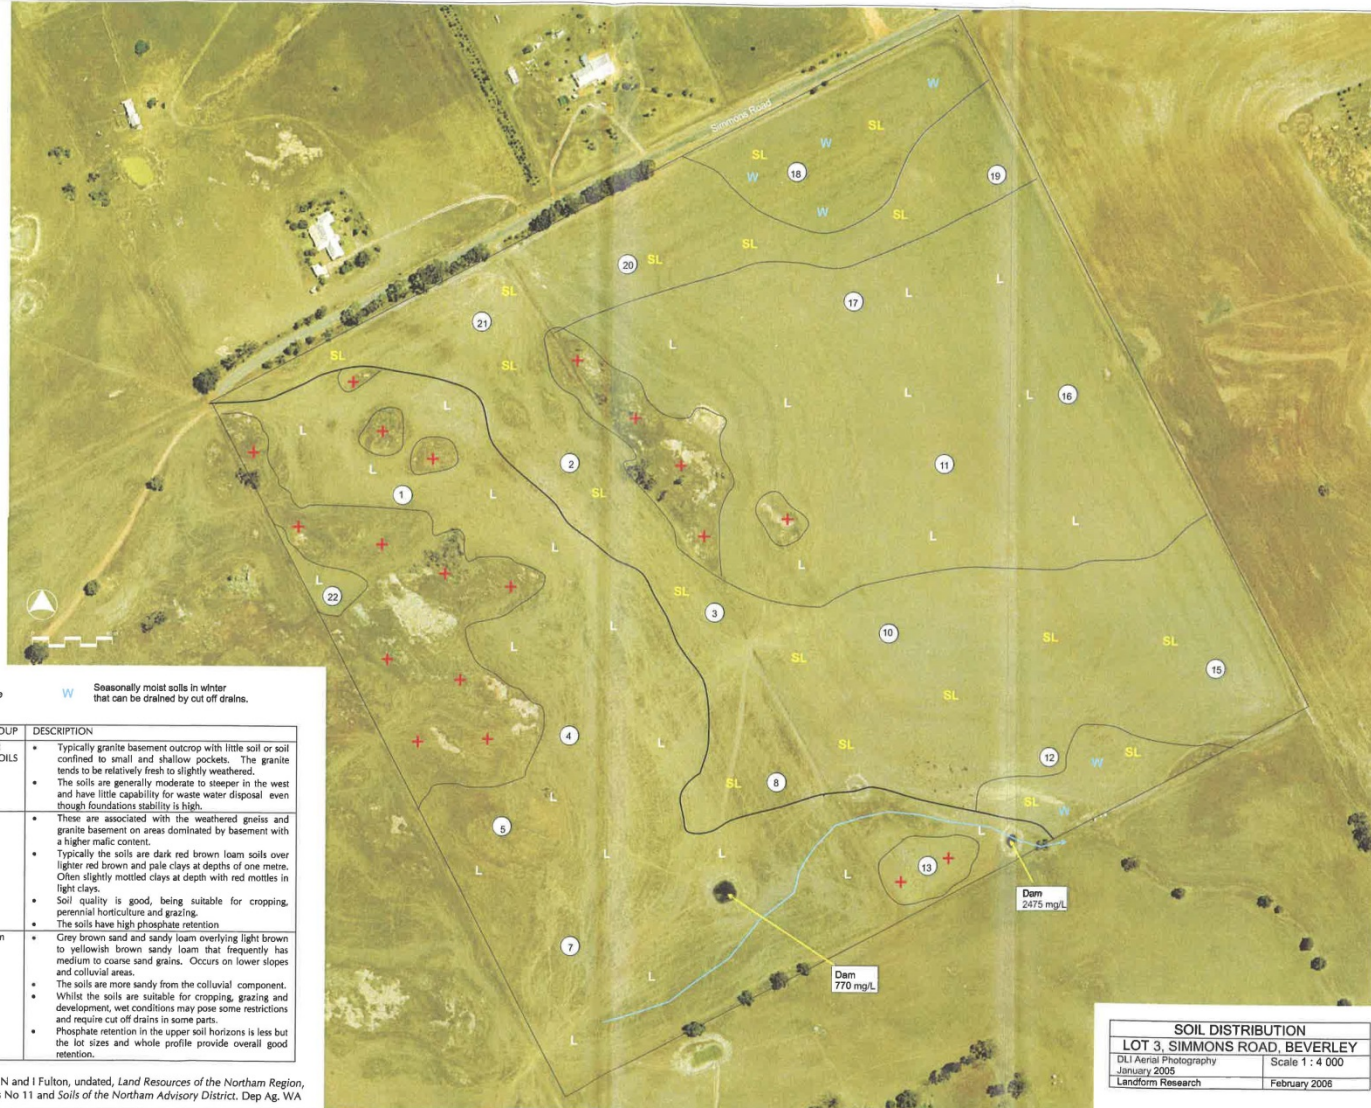 Simmons Road
W
SL
SL
W
W
18
19
W
SL
SL
20
SL
L
17
L
SL
21
L
SL
SL
16
L
L
L
L
L
2
11
L
1
L
SL
L
L
L
L
L
22
SL
3
L
10
SL
SL
L
SL
15
SL
4
L
SL
SL
12
W
8
SL
L
SL
W
5
L
L
L
L
L
13
7
L
L
Dam
2475 mg/L
Dam
770 mg/L
W Seasonally moist soils in winter
that can be drained by cut off drains.
DESCRIPTION
• Typically granite basement outcrop with little soil or soil
confined to small and shallow pockets. The granite
tends to be relatively fresh to slightly weathered.
• The soils are generally moderate to steeper in the west
and have little capability for waste water disposal even
though foundations stability is high.
• These are associated with the weathered gneiss and
granite basement on areas dominated by basement with
a higher mafic content.
• Typically the soils are dark red brown loam soils over
lighter red brown and pale clays at depths of one metre.
Often slightly mottled clays at depth with red mottles in
light clays.
• Soil quality is good, being suitable for cropping,
perennial horticulture and grazing.
• The soils have high phosphate retention
• Grey brown sand and sandy loam overlying light brown
to yellowish brown sandy loam that frequently has
medium to coarse sand grains. Occurs on lower slopes
and colluvial areas.
• The soils are more sandy from the colluvial component.
• Whilst the soils are suitable for cropping, grazing and
development, wet conditions may pose some restrictions
and require cut off drains in some parts.
• Phosphate retention in the upper soil horizons is less but
the lot sizes and whole profile provide overall good
retention.
N and I Fulton, undated, Land Resources of the Northam Region,
No 11 and Soils of the Northam Advisory District. Dep Ag. WA
SOIL DISTRIBUTION
LOT 3, SIMMONS ROAD, BEVERLEY
DLI Aerial Photography
January 2005
Scale 1 : 4 000
Landform Research
February 2006